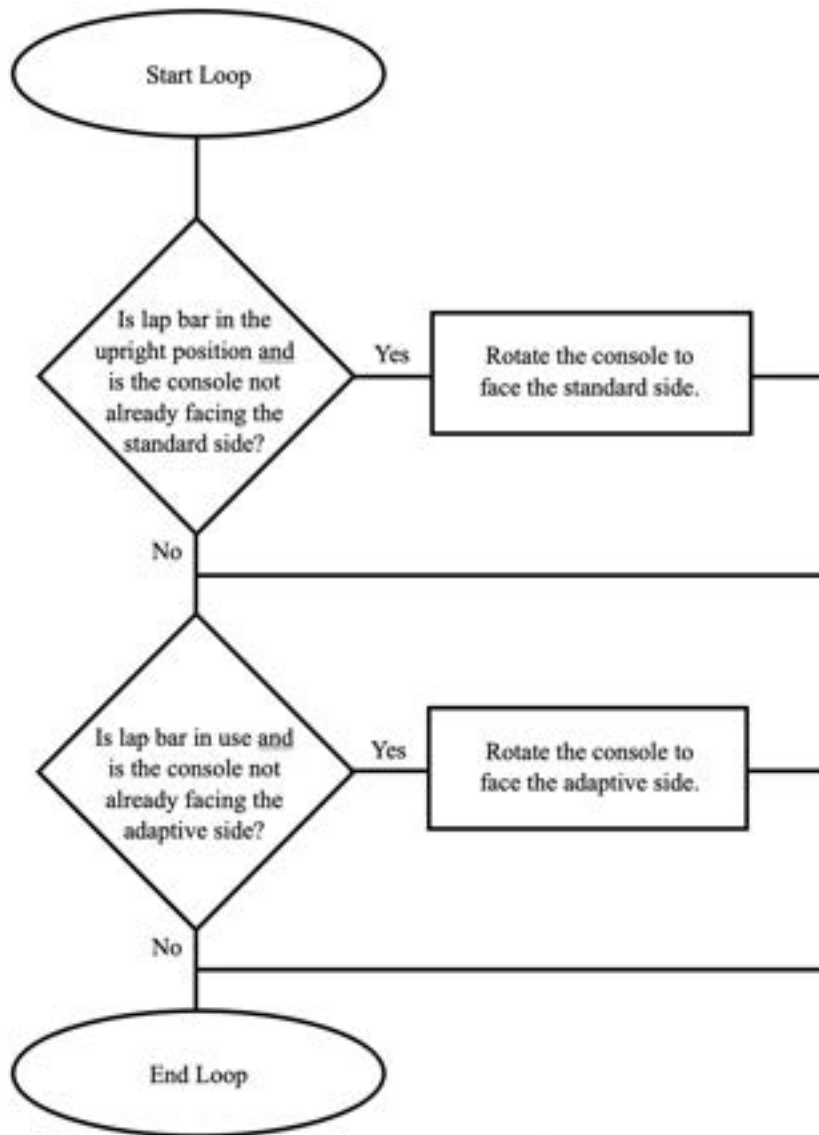 Start Loop
Is lap bar in the
upright position and
is the console not
already facing the
standard side?
Yes
Rotate the console to
face the standard side.
No
Is lap bar in use and
is the console not
already facing the
adaptive side?
Yes
Rotate the console to
face the adaptive side.
No
End Loop